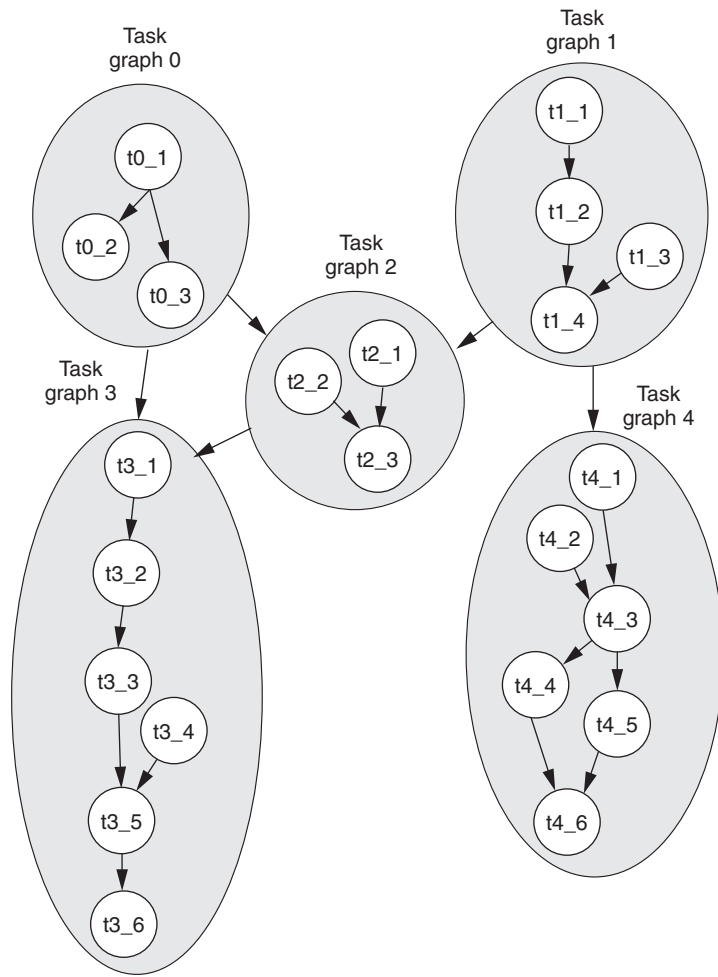 Task
graph 0
t0_1
t0_2
t0_3
Task
graph 1
t1_1
t1_2
t1_3
t1_4
Task
graph 2
t2_1
t2_2
t2_3
Task
graph 3
t3_1
t3_2
t3_3
t3_4
t3_5
t3_6
Task
graph 4
t4_1
t4_2
t4_3
t4_4
t4_5
t4_6